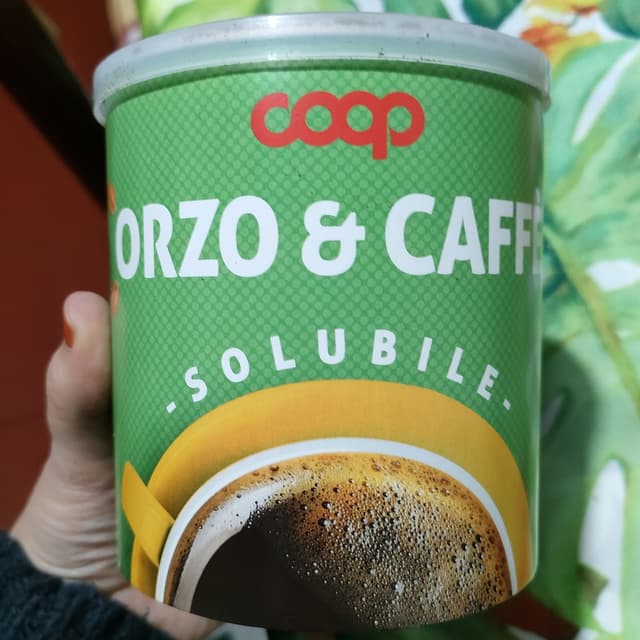 coop
ORZO & CAFFÈ
-SOLUBILE-